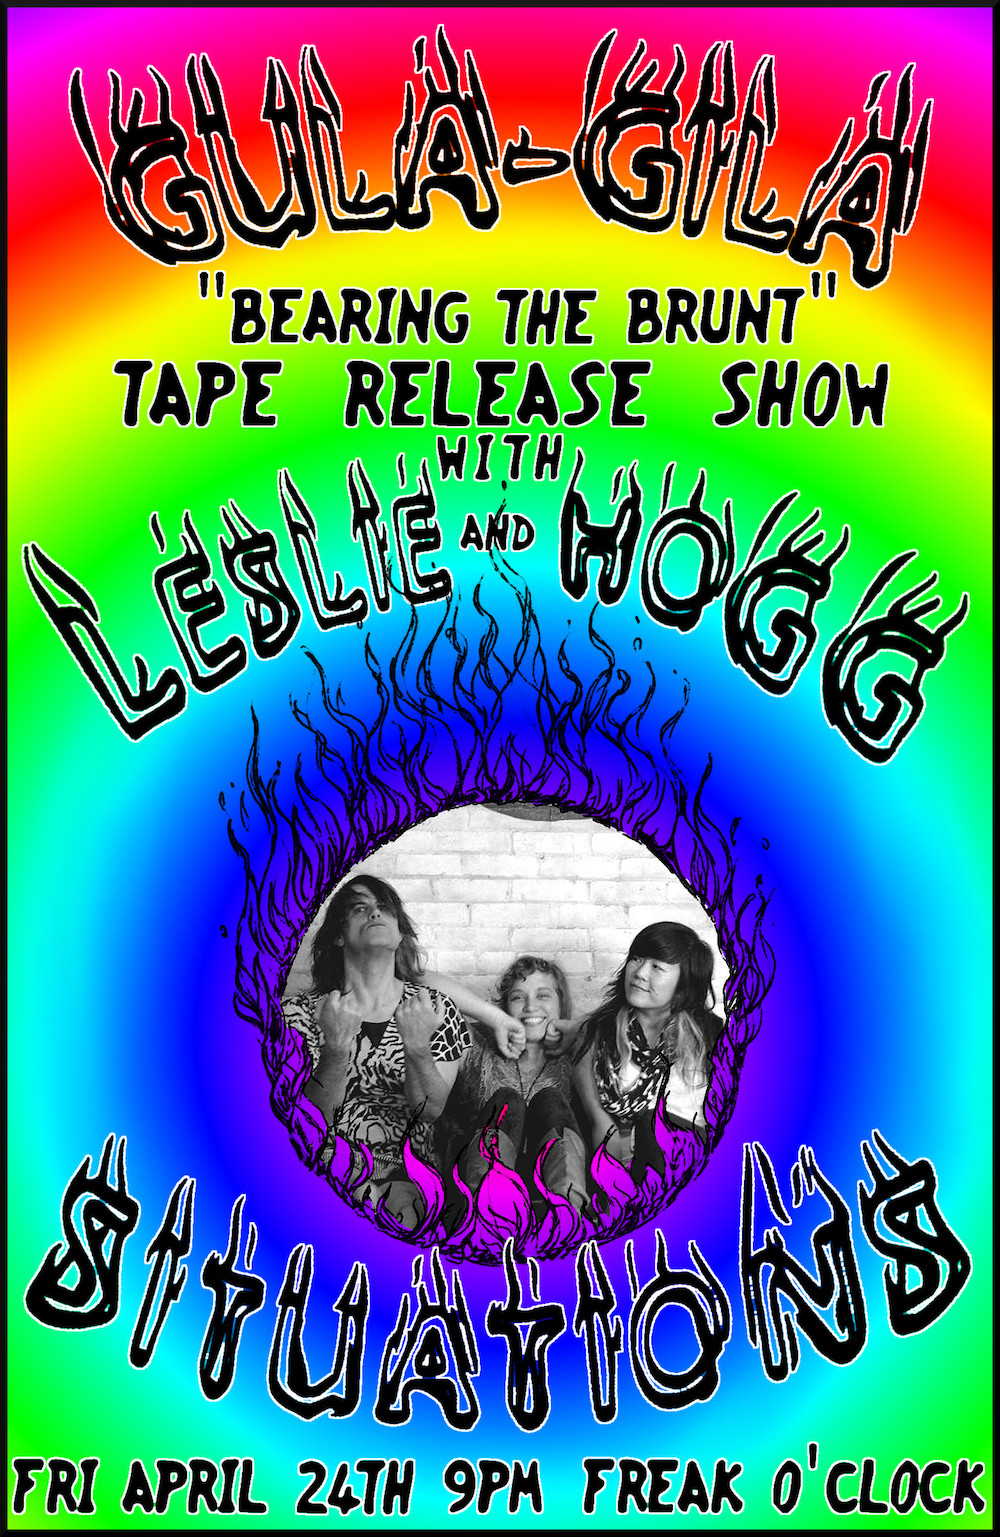 GULA-GILA
"BEARING THE BRUNT"
TAPE RELEASE SHOW
WITH
LESLIE AND HOGG
SITUATIONS
FRI APRIL 24TH 9PM FREAK O'CLOCK